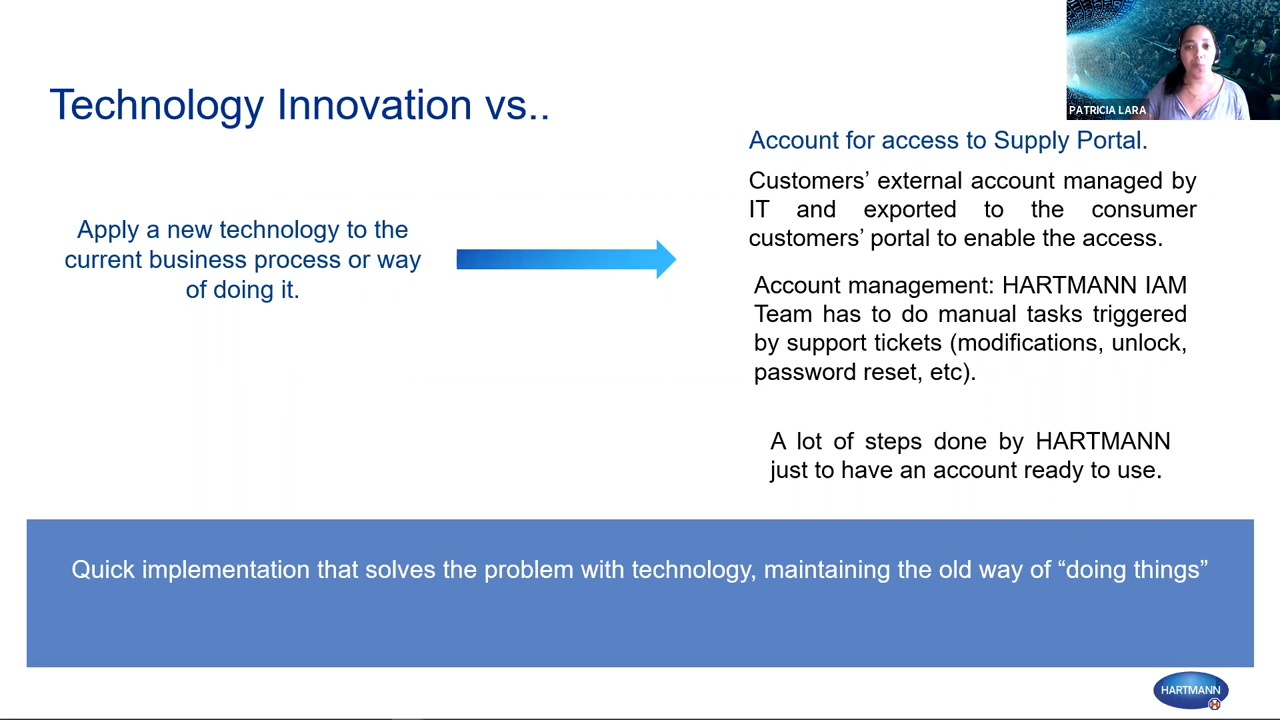 Technology Innovation vs..
PATRICIA LARA
Apply a new technology to the
current business process or way
of doing it.
Account for access to Supply Portal.
Customers’ external account managed by
IT and exported to the consumer
customers’ portal to enable the access.
Account management: HARTMANN IAM
Team has to do manual tasks triggered
by support tickets (modifications, unlock,
password reset, etc).
A lot of steps done by HARTMANN
just to have an account ready to use.
Quick implementation that solves the problem with technology, maintaining the old way of “doing things”
HARTMANN